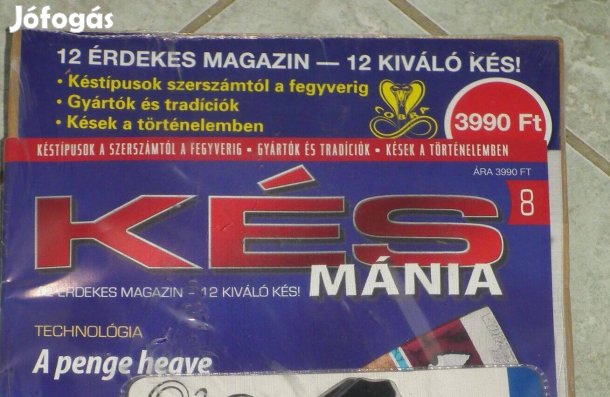 Jófogás
12 ÉRDEKES MAGAZIN — 12 KIVÁLÓ KÉS!
• Késtípusok szerszámtól a fegyverig
• Gyártók és tradíciók
• Kések a történelemben
COBRA
3990 Ft
KÉSTÍPUSOK A SZERSZÁMTÓL A FEGYVERIG • GYÁRTÓK ÉS TRADÍCIÓK • KÉSEK A TÖRTÉNELEMBEN
ÁRA 3990 FT
8
KÉS
MÁNIA
12 ÉRDEKES MAGAZIN – 12 KIVÁLÓ KÉS!
TECHNOLÓGIA
A penge hegye